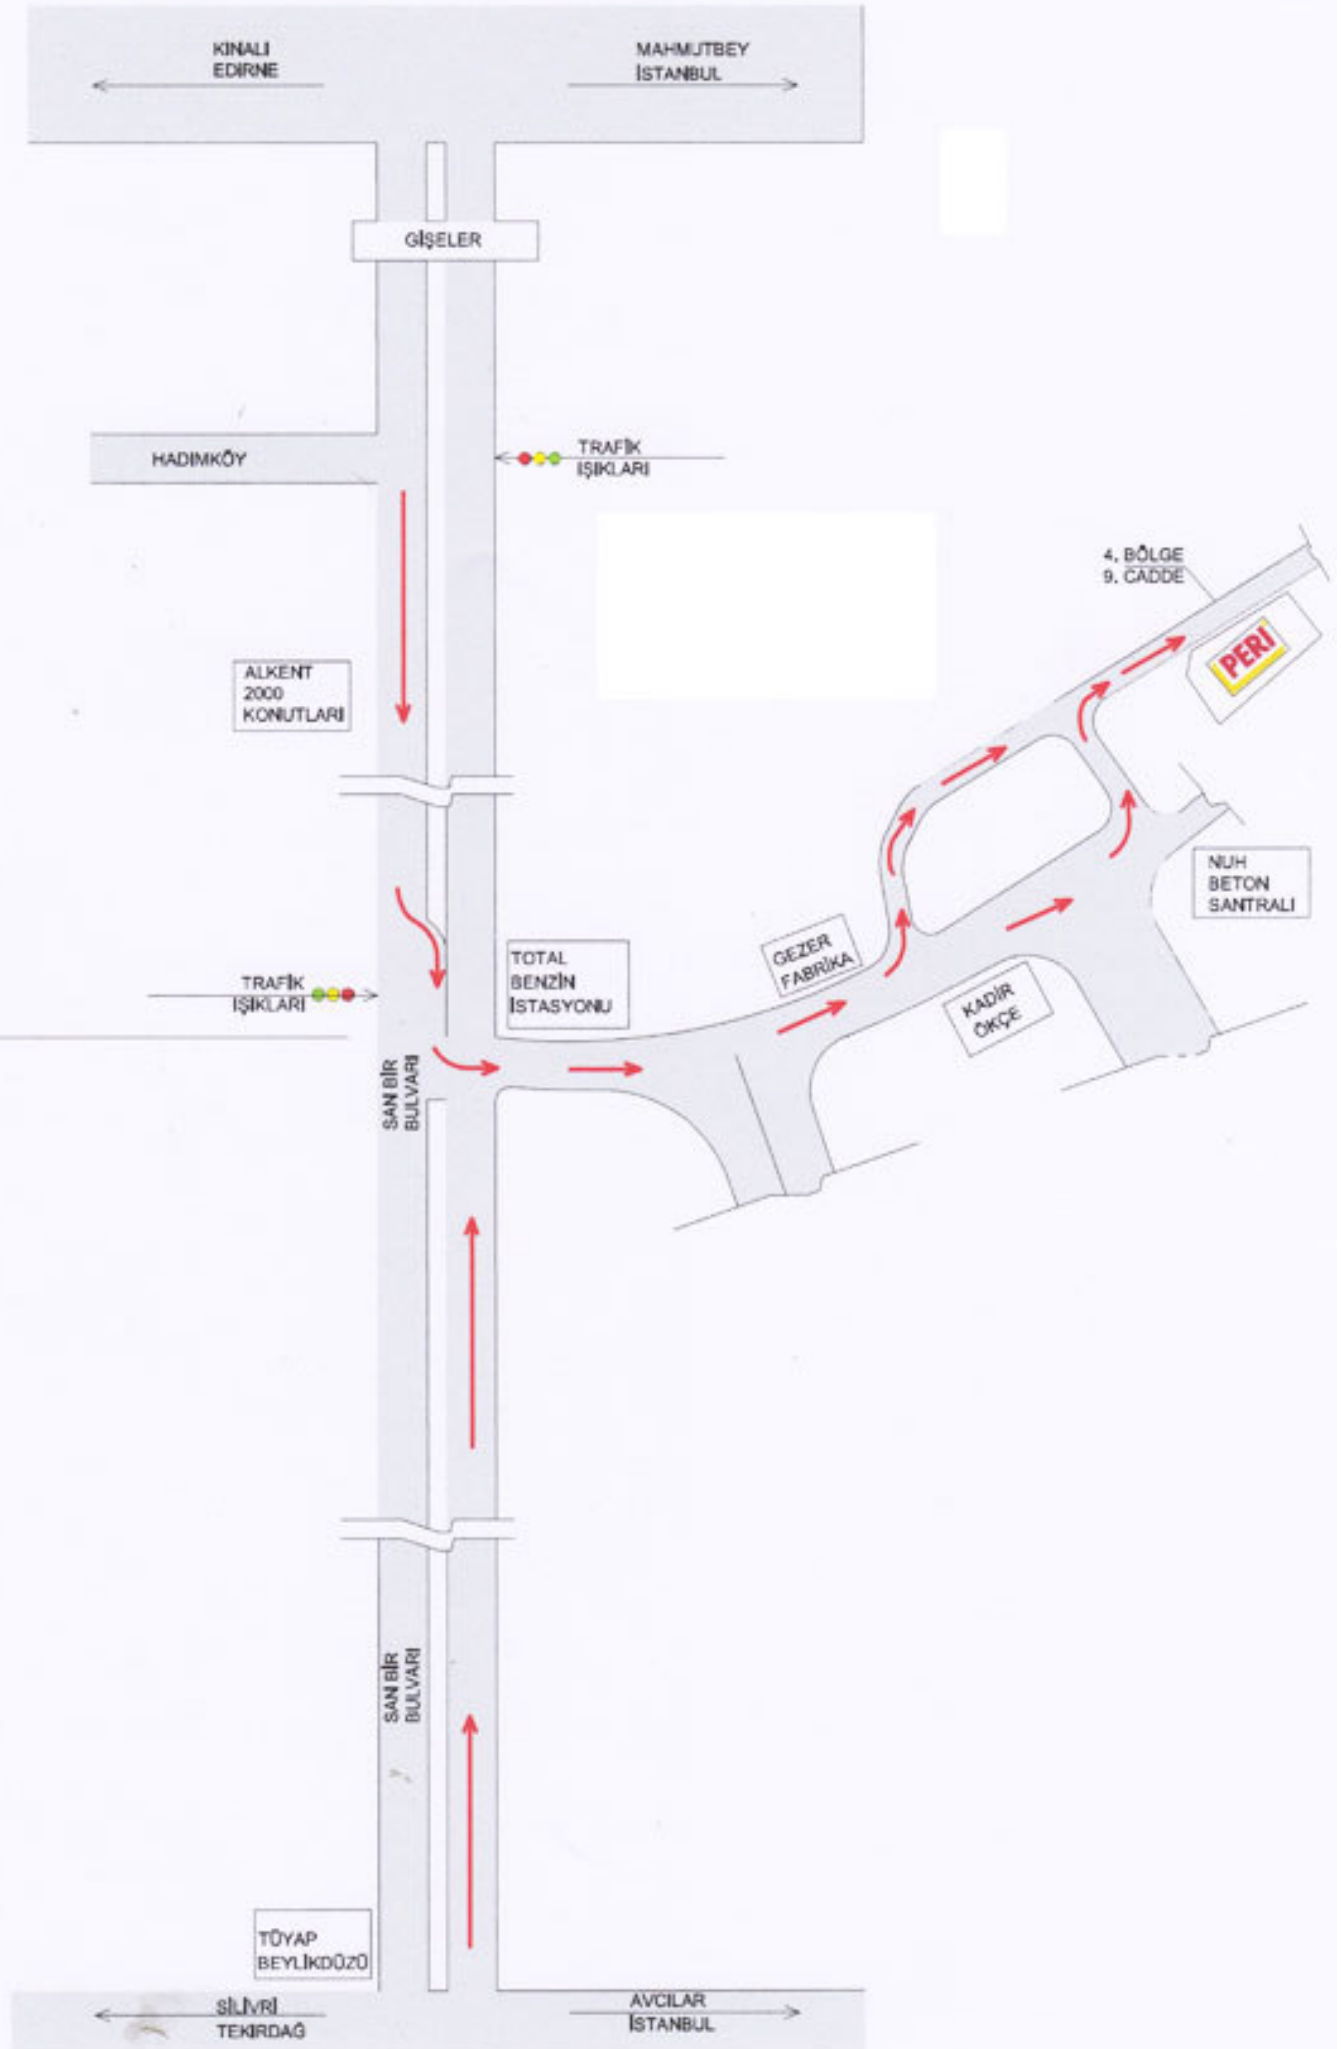 KINALI
EDİRNE
MAHMUTBEY
İSTANBUL
GİŞELER
HADIMKÖY
TRAFİK
IŞIKLARI
4. BÖLGE
9. CADDE
PERI
ALKENT
2000
KONUTLARI
NUH
BETON
SANTRALI
GEZER
FABRİKA
TOTAL
BENZİN
İSTASYONU
TRAFİK
IŞIKLARI
KADİR
ÖKÇE
SAN BİR
BULVARI
SAN BİR
BULVARI
TÜYAP
BEYLİKDÜZÜ
SİLİVRİ
TEKİRDAĞ
AVCILAR
İSTANBUL